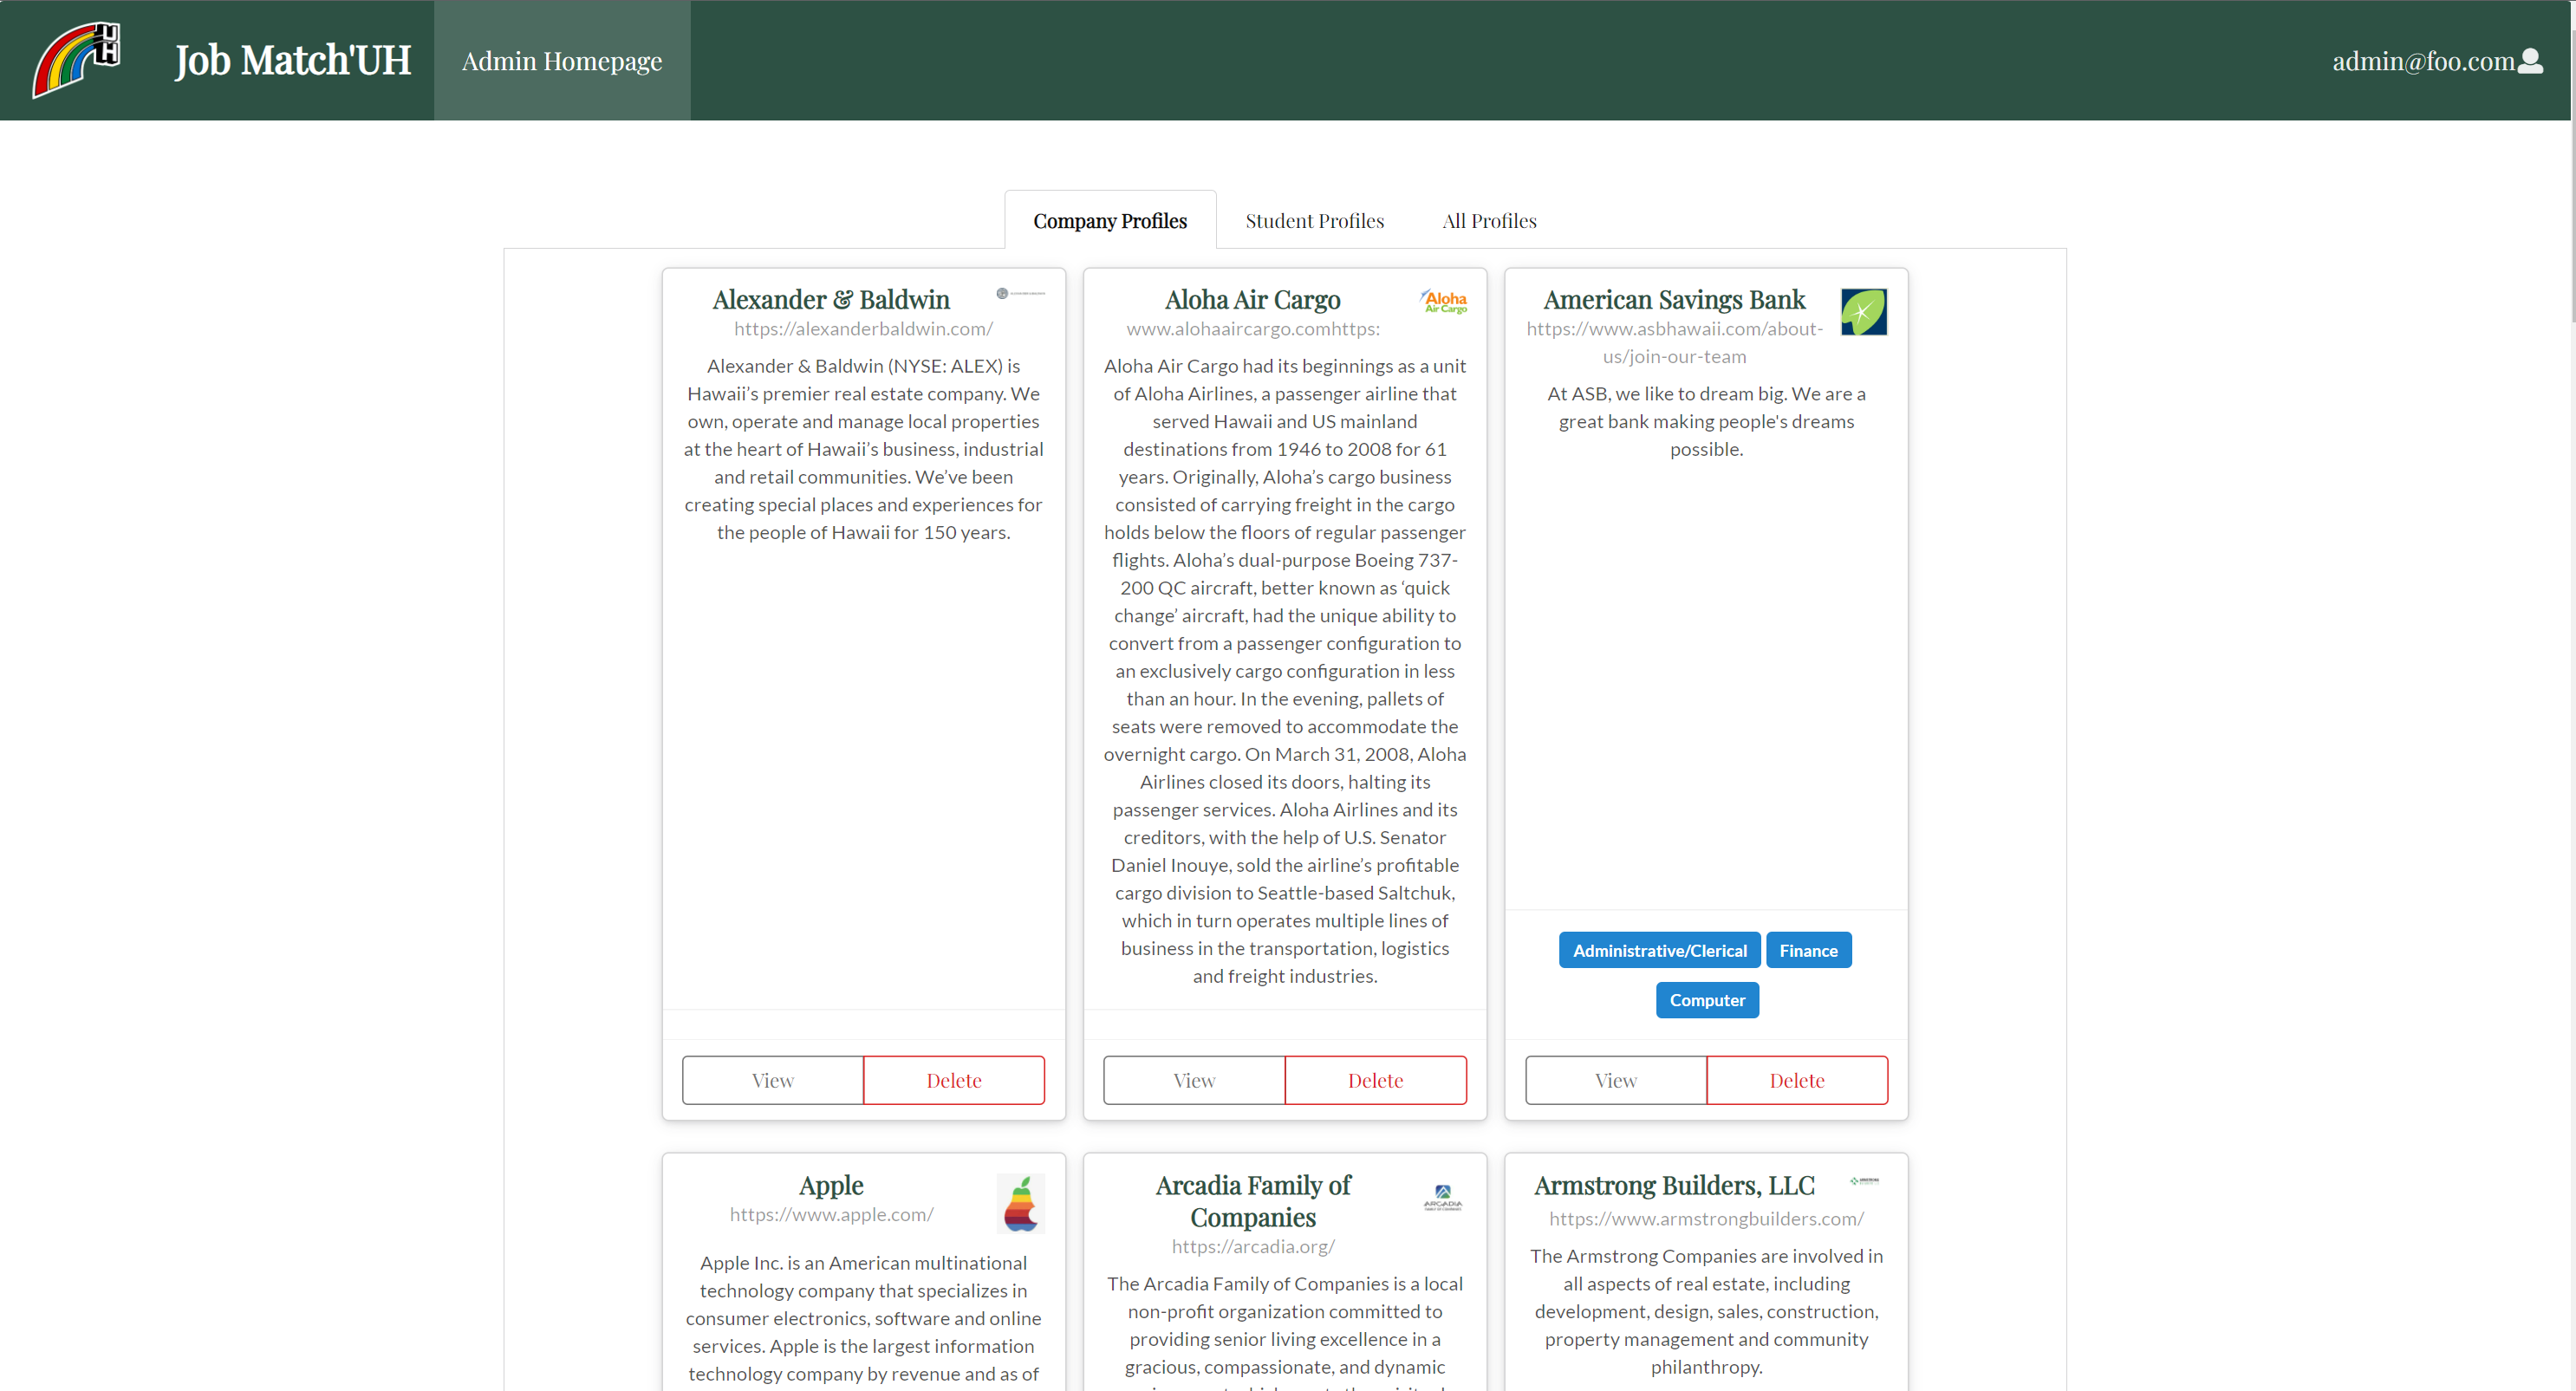 UH
Job Match'UH
Admin Homepage
admin@foo.com
Company Profiles
Student Profiles
All Profiles
Alexander & Baldwin
https://alexanderbaldwin.com/
Alexander & Baldwin (NYSE: ALEX) is
Hawaii’s premier real estate company. We
own, operate and manage local properties
at the heart of Hawaii’s business, industrial
and retail communities. We’ve been
creating special places and experiences for
the people of Hawaii for 150 years.
View
Delete
Aloha Air Cargo
Aloha
Air Cargo
www.alohaaircargo.comhttps:
Aloha Air Cargo had its beginnings as a unit
of Aloha Airlines, a passenger airline that
served Hawaii and US mainland
destinations from 1946 to 2008 for 61
years. Originally, Aloha’s cargo business
consisted of carrying freight in the cargo
holds below the floors of regular passenger
flights. Aloha’s dual-purpose Boeing 737-
200 QC aircraft, better known as ‘quick
change’ aircraft, had the unique ability to
convert from a passenger configuration to
an exclusively cargo configuration in less
than an hour. In the evening, pallets of
seats were removed to accommodate the
overnight cargo. On March 31, 2008, Aloha
Airlines closed its doors, halting its
passenger services. Aloha Airlines and its
creditors, with the help of U.S. Senator
Daniel Inouye, sold the airline’s profitable
cargo division to Seattle-based Saltchuk,
which in turn operates multiple lines of
business in the transportation, logistics
and freight industries.
View
Delete
American Savings Bank
https://www.asbhawaii.com/about-
us/join-our-team
At ASB, we like to dream big. We are a
great bank making people's dreams
possible.
Administrative/Clerical
Finance
Computer
View
Delete
Apple
https://www.apple.com/
Apple Inc. is an American multinational
technology company that specializes in
consumer electronics, software and online
services. Apple is the largest information
technology company by revenue and as of
Arcadia Family of
Companies
ARCADIA
https://arcadia.org/
The Arcadia Family of Companies is a local
non-profit organization committed to
providing senior living excellence in a
gracious, compassionate, and dynamic
Armstrong Builders, LLC
https://www.armstrongbuilders.com/
The Armstrong Companies are involved in
all aspects of real estate, including
development, design, sales, construction,
property management and community
philanthropy.